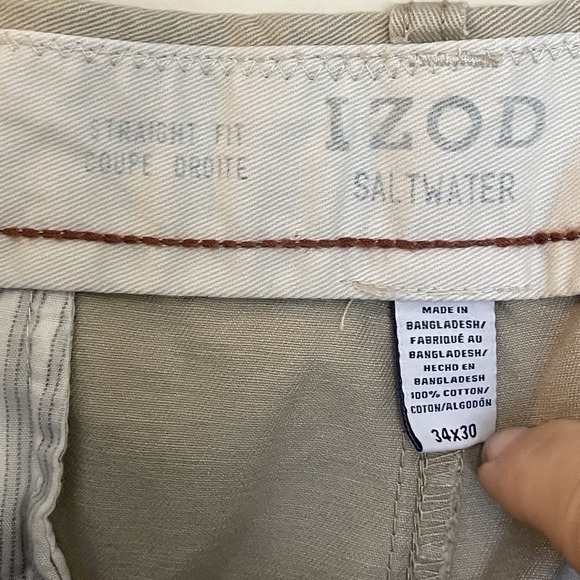 STRAIGHT FIT
COUPE DROITE
IZOD
SALTWATER
MADE IN
BANGLADESH/
FABRIQUÉ AU
BANGLADESH/
HECHO EN
BANGLADESH
100% COTTON/
COTON/ALGODÓN
34X30